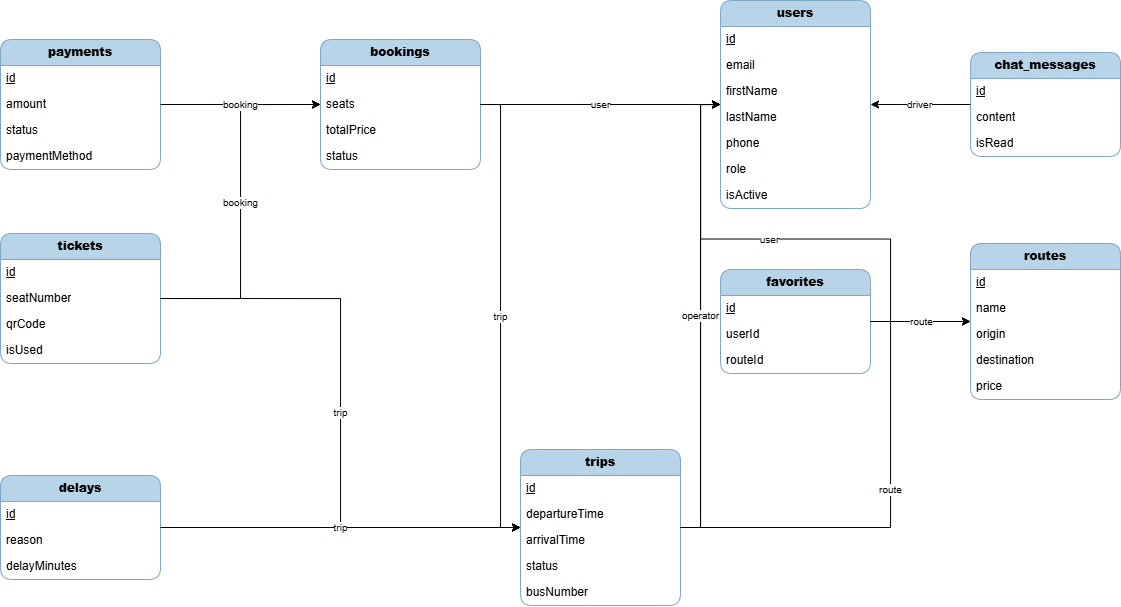 payments
id
amount
status
paymentMethod
bookings
id
seats
totalPrice
status
users
id
email
firstName
lastName
phone
role
isActive
chat_messages
id
content
isRead
booking
user
driver
booking
tickets
id
seatNumber
qrCode
isUsed
user
favorites
id
userId
routeId
routes
id
name
origin
destination
price
trip
operator
route
trip
delays
id
reason
delayMinutes
trip
trips
id
departureTime
arrivalTime
status
busNumber
route